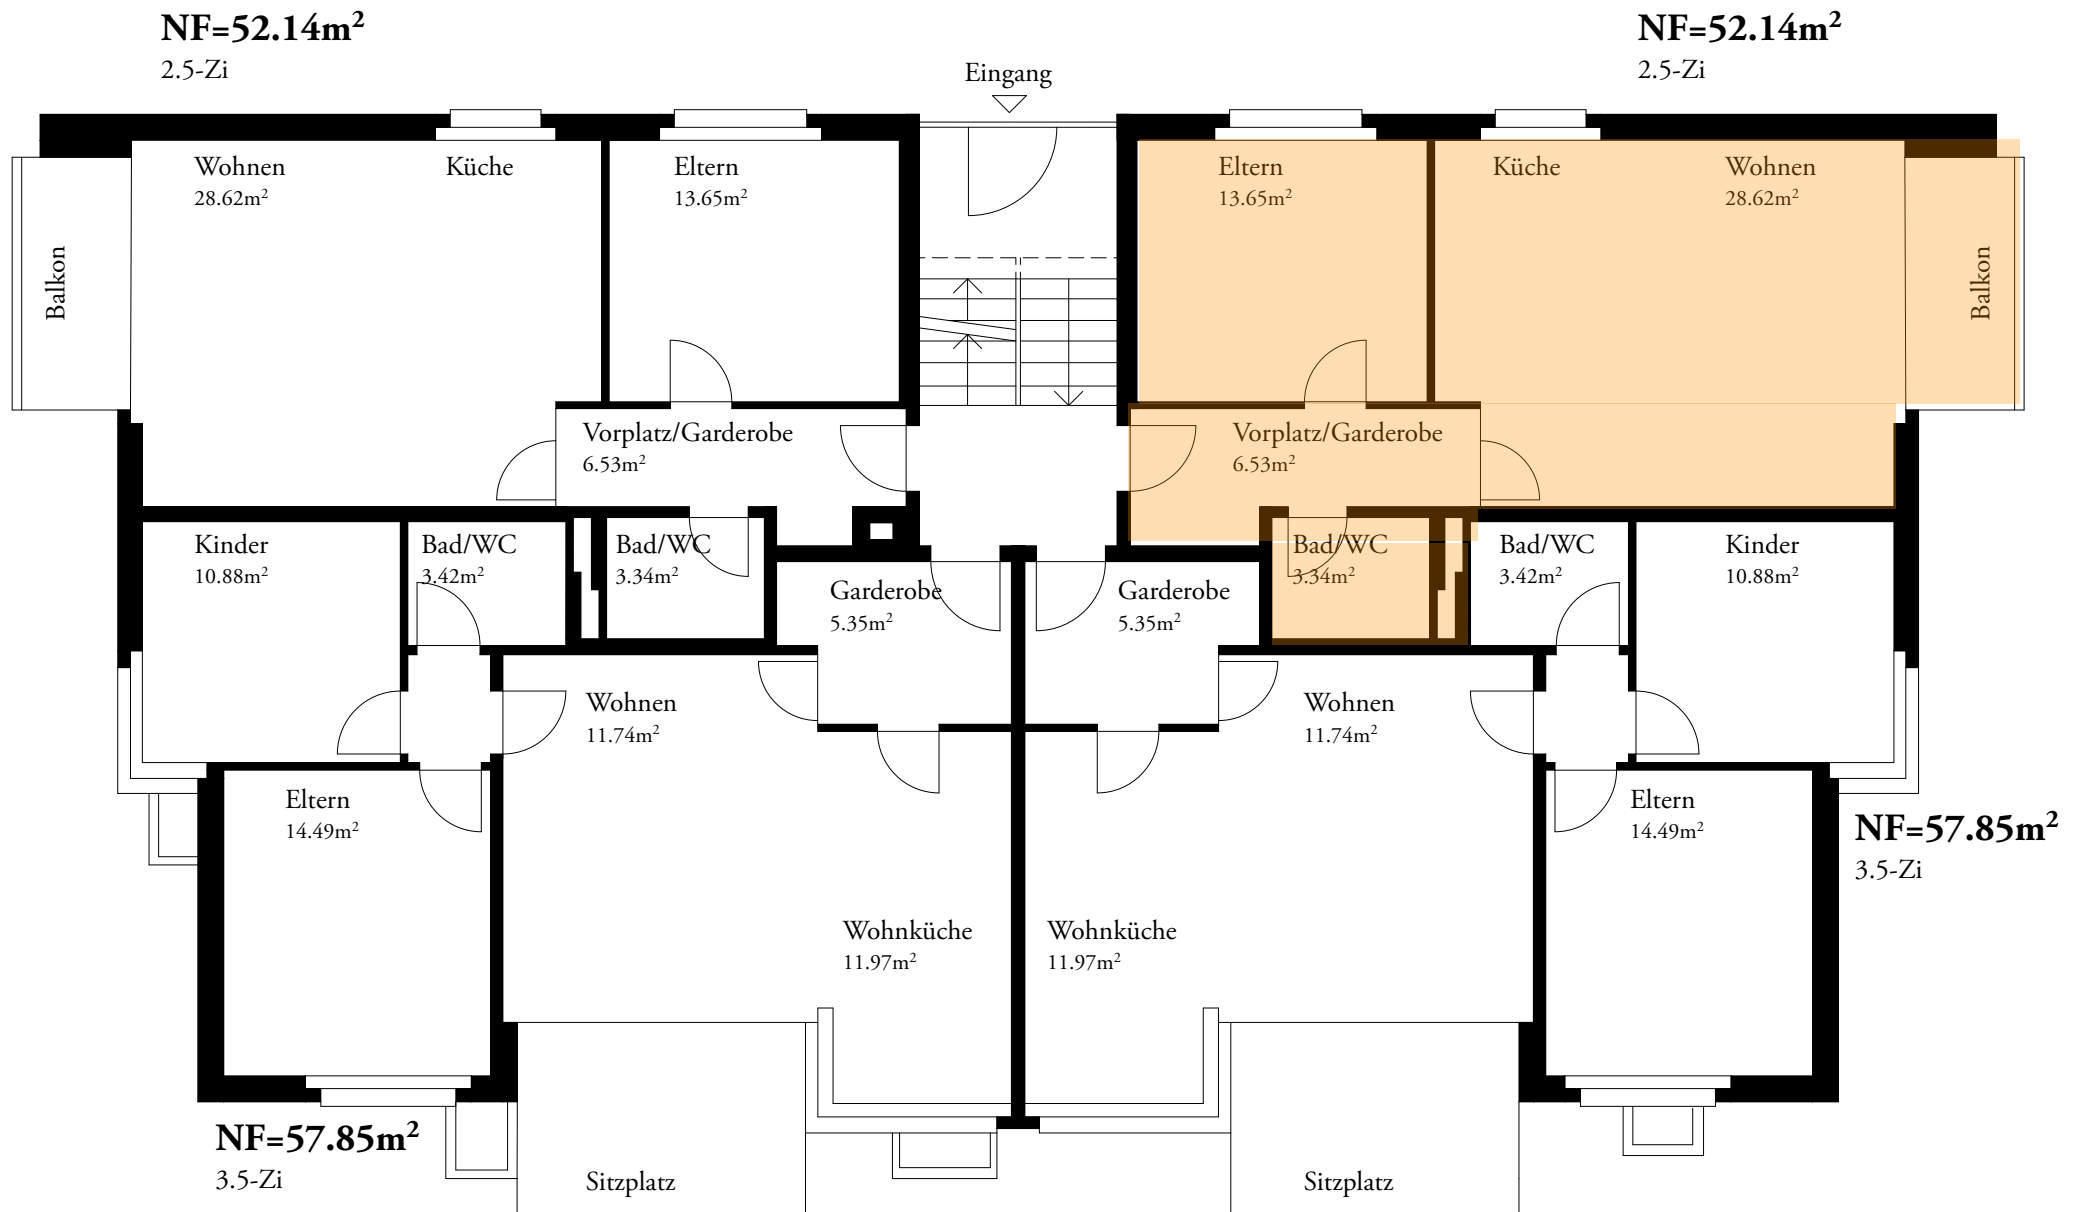 NF=52.14m²
2.5-Zi
NF=52.14m²
2.5-Zi
Eingang
Wohnen
28.62m²
Küche
Eltern
13.65m²
Eltern
13.65m²
Küche
Wohnen
28.62m²
Balkon
Balkon
Vorplatz/Garderobe
6.53m²
Vorplatz/Garderobe
6.53m²
Kinder
10.88m²
Bad/WC
3.42m²
Bad/WC
3.34m²
Garderobe
5.35m²
Garderobe
5.35m²
Bad/WC
3.34m²
Bad/WC
3.42m²
Kinder
10.88m²
Wohnen
11.74m²
Wohnen
11.74m²
Eltern
14.49m²
Eltern
14.49m²
NF=57.85m²
3.5-Zi
Wohnküche
11.97m²
Wohnküche
11.97m²
NF=57.85m²
3.5-Zi
Sitzplatz
Sitzplatz